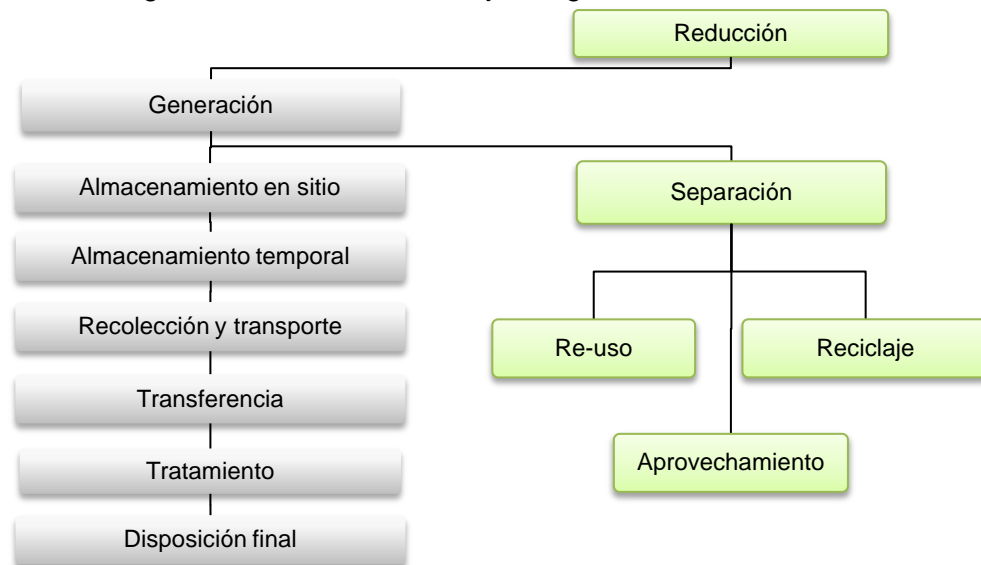 Reducción
Generación
Almacenamiento en sitio
Separación
Almacenamiento temporal
Recolección y transporte
Re-uso
Reciclaje
Transferencia
Aprovechamiento
Tratamiento
Disposición final